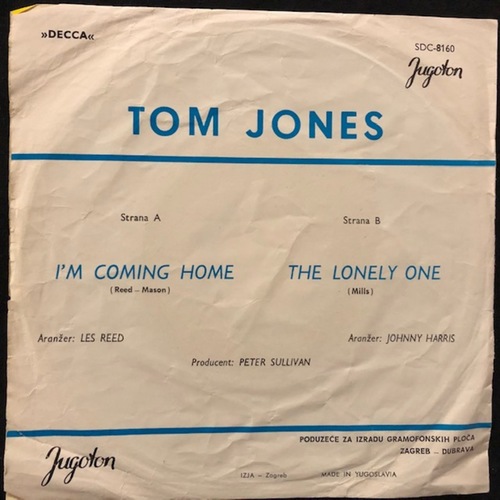 »DECCA«
SDC-8160
Jugoton
TOM JONES
Strana A
Strana B
I'M COMING HOME
THE LONELY ONE
(Reed – Mason)
(Mills)
Aranžer: LES REED
Aranžer: JOHNNY HARRIS
Producent: PETER SULLIVAN
PODUZEĆE ZA IZRADU GRAMOFONSKIH PLOČA
ZAGREB – DUBRAVA
Jugoton
IZJA – Zagreb
MADE IN YUGOSLAVIA